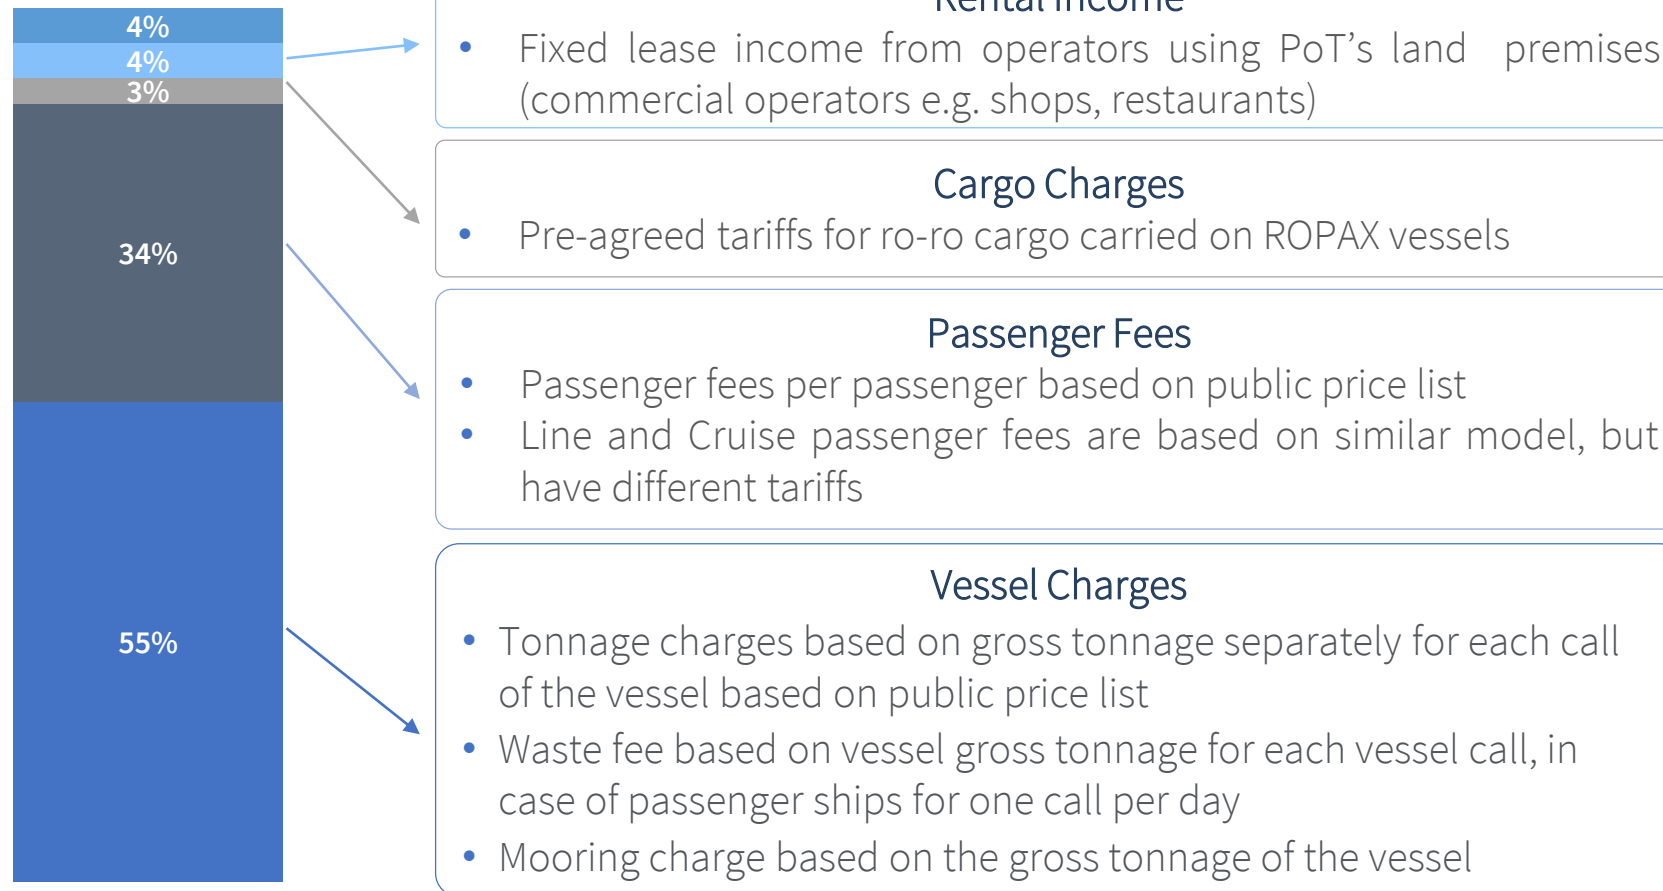 4%
4%
3%
34%
55%
Rental Income
• Fixed lease income from operators using PoT’s land premises
(commercial operators e.g. shops, restaurants)
Cargo Charges
• Pre-agreed tariffs for ro-ro cargo carried on ROPAX vessels
Passenger Fees
• Passenger fees per passenger based on public price list
• Line and Cruise passenger fees are based on similar model, but
have different tariffs
Vessel Charges
• Tonnage charges based on gross tonnage separately for each call
of the vessel based on public price list
• Waste fee based on vessel gross tonnage for each vessel call, in
case of passenger ships for one call per day
• Mooring charge based on the gross tonnage of the vessel